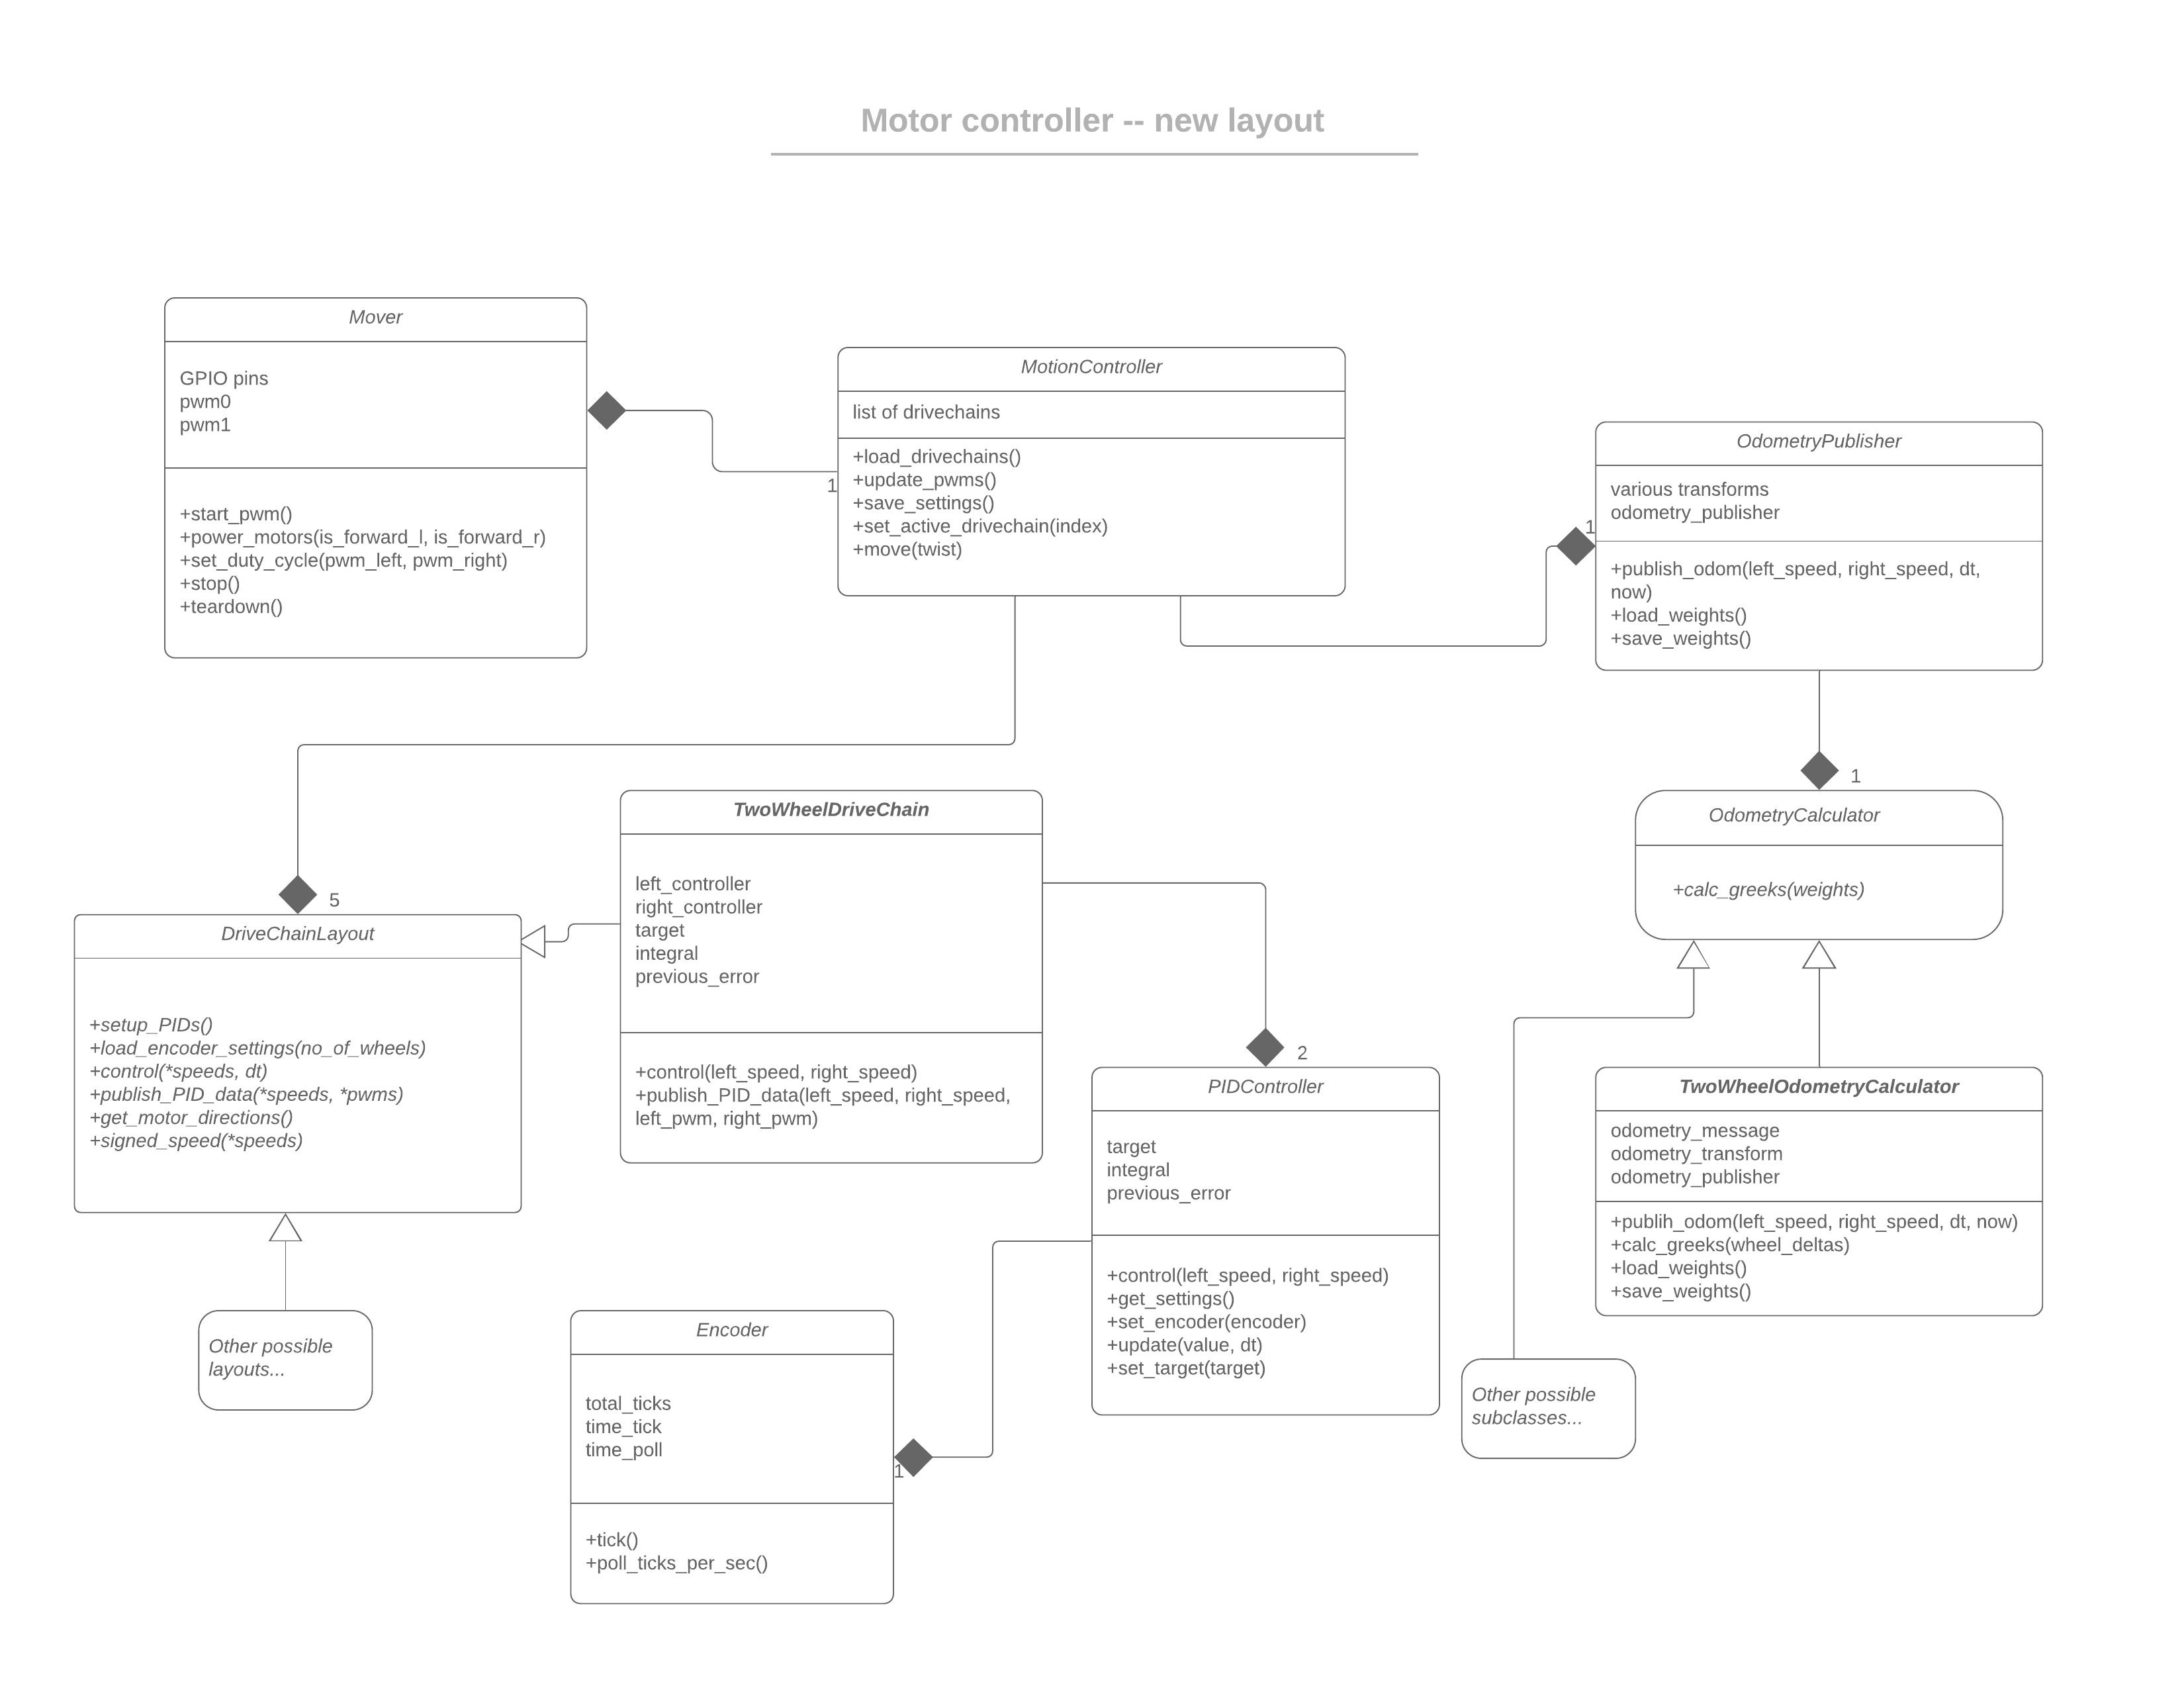 Motor controller -- new layout
Mover
GPIO pins
pwm0
pwm1
+start_pwm()
+power_motors(is_forward_l, is_forward_r)
+set_duty_cycle(pwm_left, pwm_right)
+stop()
+teardown()
1
MotionController
list of drivechains
+load_drivechains()
+update_pwms()
+save_settings()
+set_active_drivechain(index)
+move(twist)
1
OdometryPublisher
various transforms
odometry_publisher
+publish_odom(left_speed, right_speed, dt,
now)
+load_weights()
+save_weights()
1
OdometryCalculator
+calc_greeks(weights)
5
DriveChainLayout
+setup_PIDs()
+load_encoder_settings(no_of_wheels)
+control(*speeds, dt)
+publish_PID_data(*speeds, *pwms)
+get_motor_directions()
+signed_speed(*speeds)
TwoWheelDriveChain
left_controller
right_controller
target
integral
previous_error
+control(left_speed, right_speed)
+publish_PID_data(left_speed, right_speed,
left_pwm, right_pwm)
2
PIDController
target
integral
previous_error
+control(left_speed, right_speed)
+get_settings()
+set_encoder(encoder)
+update(value, dt)
+set_target(target)
TwoWheelOdometryCalculator
odometry_message
odometry_transform
odometry_publisher
+publih_odom(left_speed, right_speed, dt, now)
+calc_greeks(wheel_deltas)
+load_weights()
+save_weights()
Other possible
layouts...
Encoder
total_ticks
time_tick
time_poll
+tick()
+poll_ticks_per_sec()
1
Other possible
subclasses...